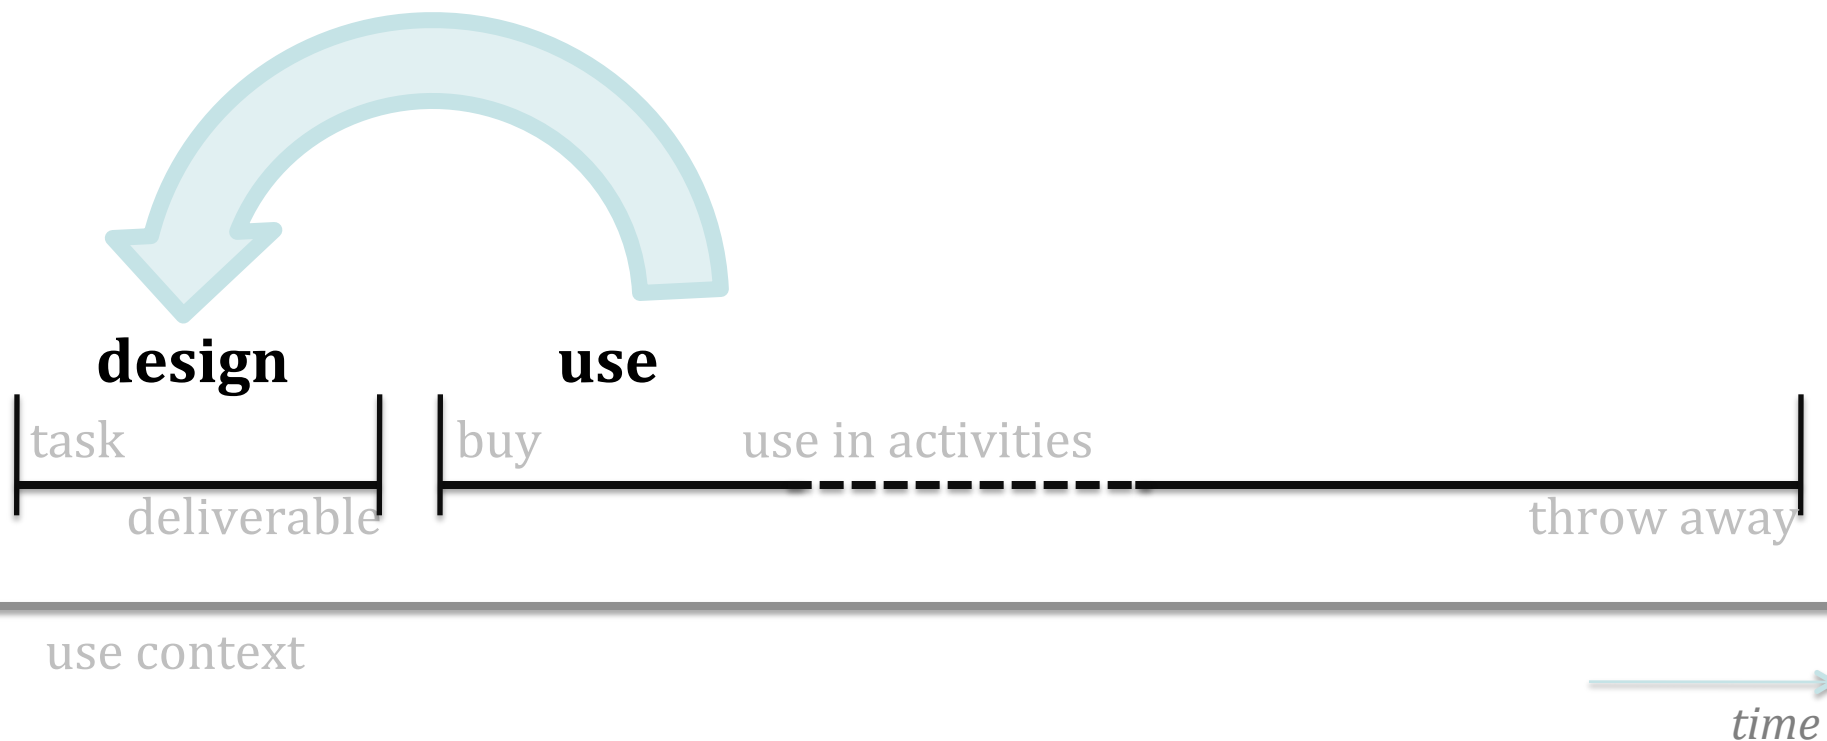 design
use
task
buy
use in activities
deliverable
throw away
use context
time